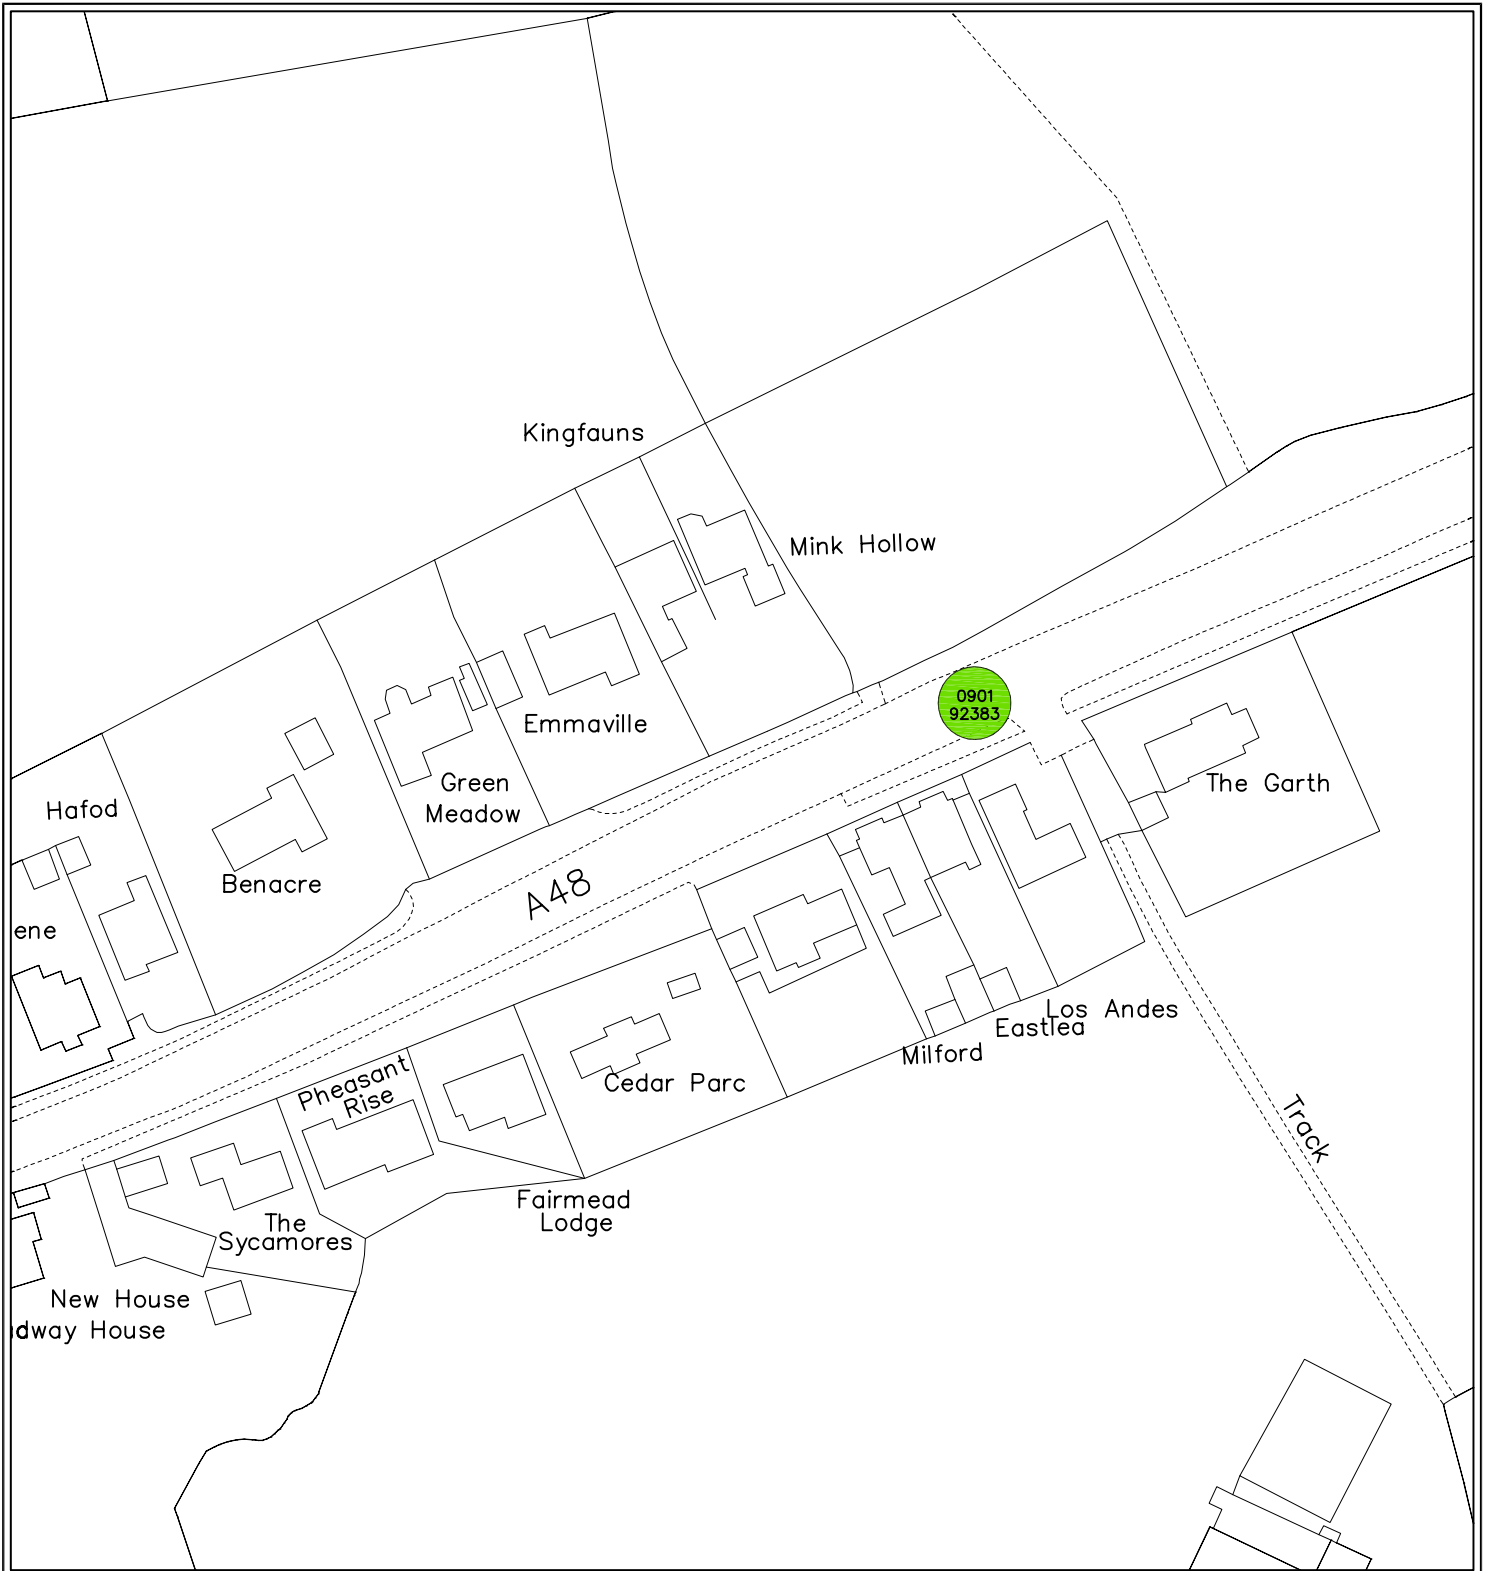 Kingfauns
Mink Hollow
0901
92383
Emmaville
Green
Meadow
The Garth
Hafod
Benacre
A48
ene
Los Andes
Eastlea
Milford
Cedar Parc
Pheasant
Rise
Track
Fairmead
Lodge
The
Sycamores
New House
dway House